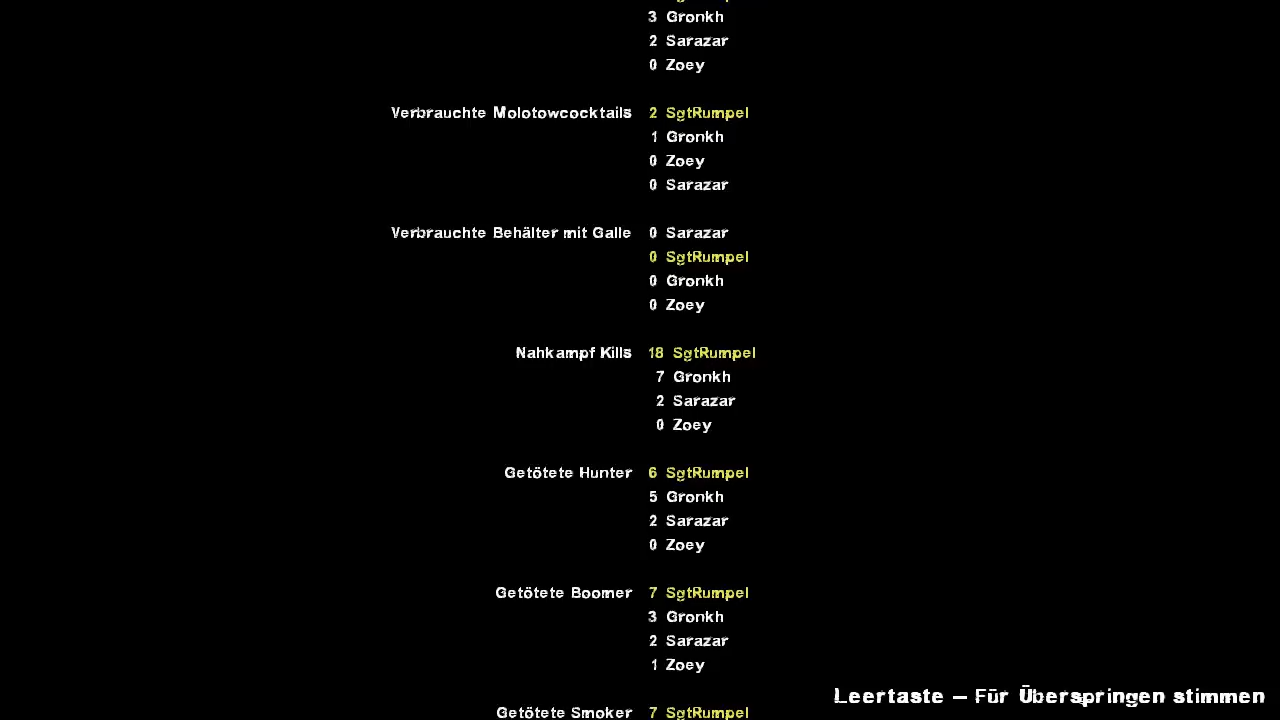 3 Gronkh
2 Sarazar
0 Zoey
Verbrauchte Molotowcocktails 2 SgtRumpel
1 Gronkh
0 Zoey
0 Sarazar
Verbrauchte Behälter mit Galle 0 Sarazar
0 SgtRumpel
0 Gronkh
0 Zoey
Nahkampf Kills 18 SgtRumpel
7 Gronkh
2 Sarazar
0 Zoey
Getötete Hunter 6 SgtRumpel
5 Gronkh
2 Sarazar
0 Zoey
Getötete Boomer 7 SgtRumpel
3 Gronkh
2 Sarazar
1 Zoey
Leertaste – Für Überspringen stimmen
Getötete Smoker 7 SgtRumpel